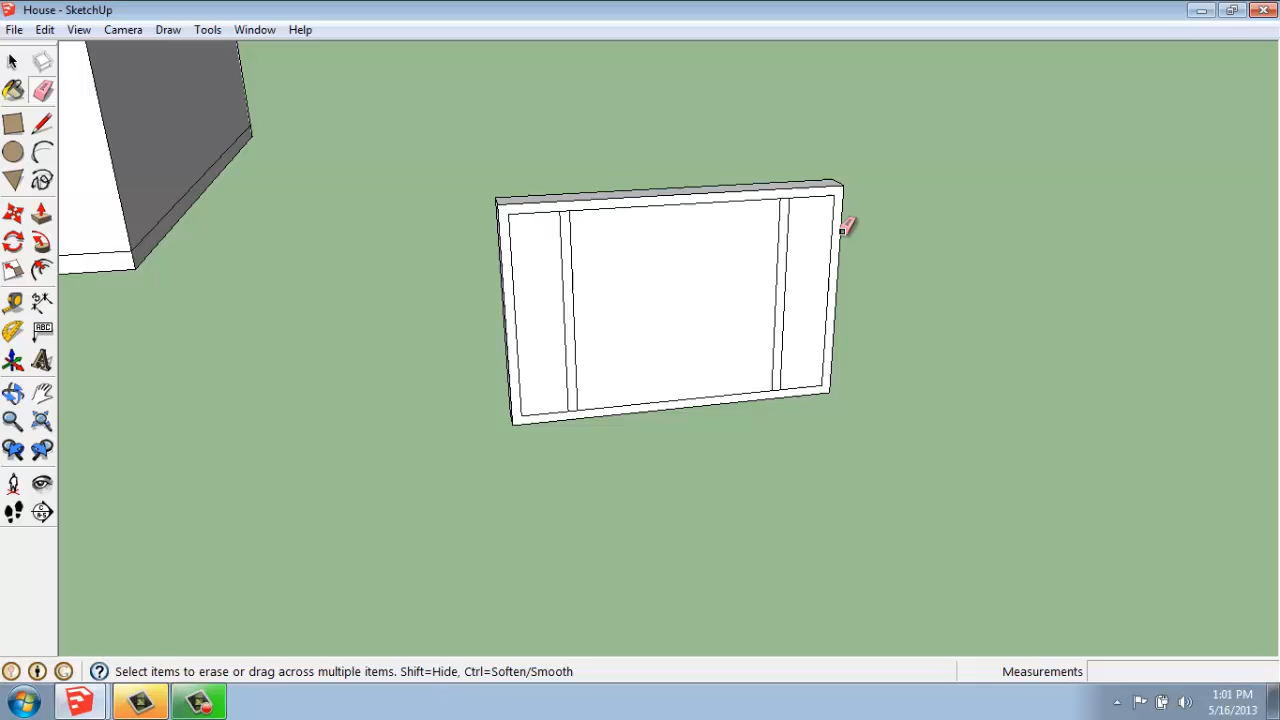 House - SketchUp
File Edit View Camera Draw Tools Window Help
ABC
Select items to erase or drag across multiple items. Shift=Hide, Ctrl=Soften/Smooth
Measurements
1:01 PM
5/16/2013